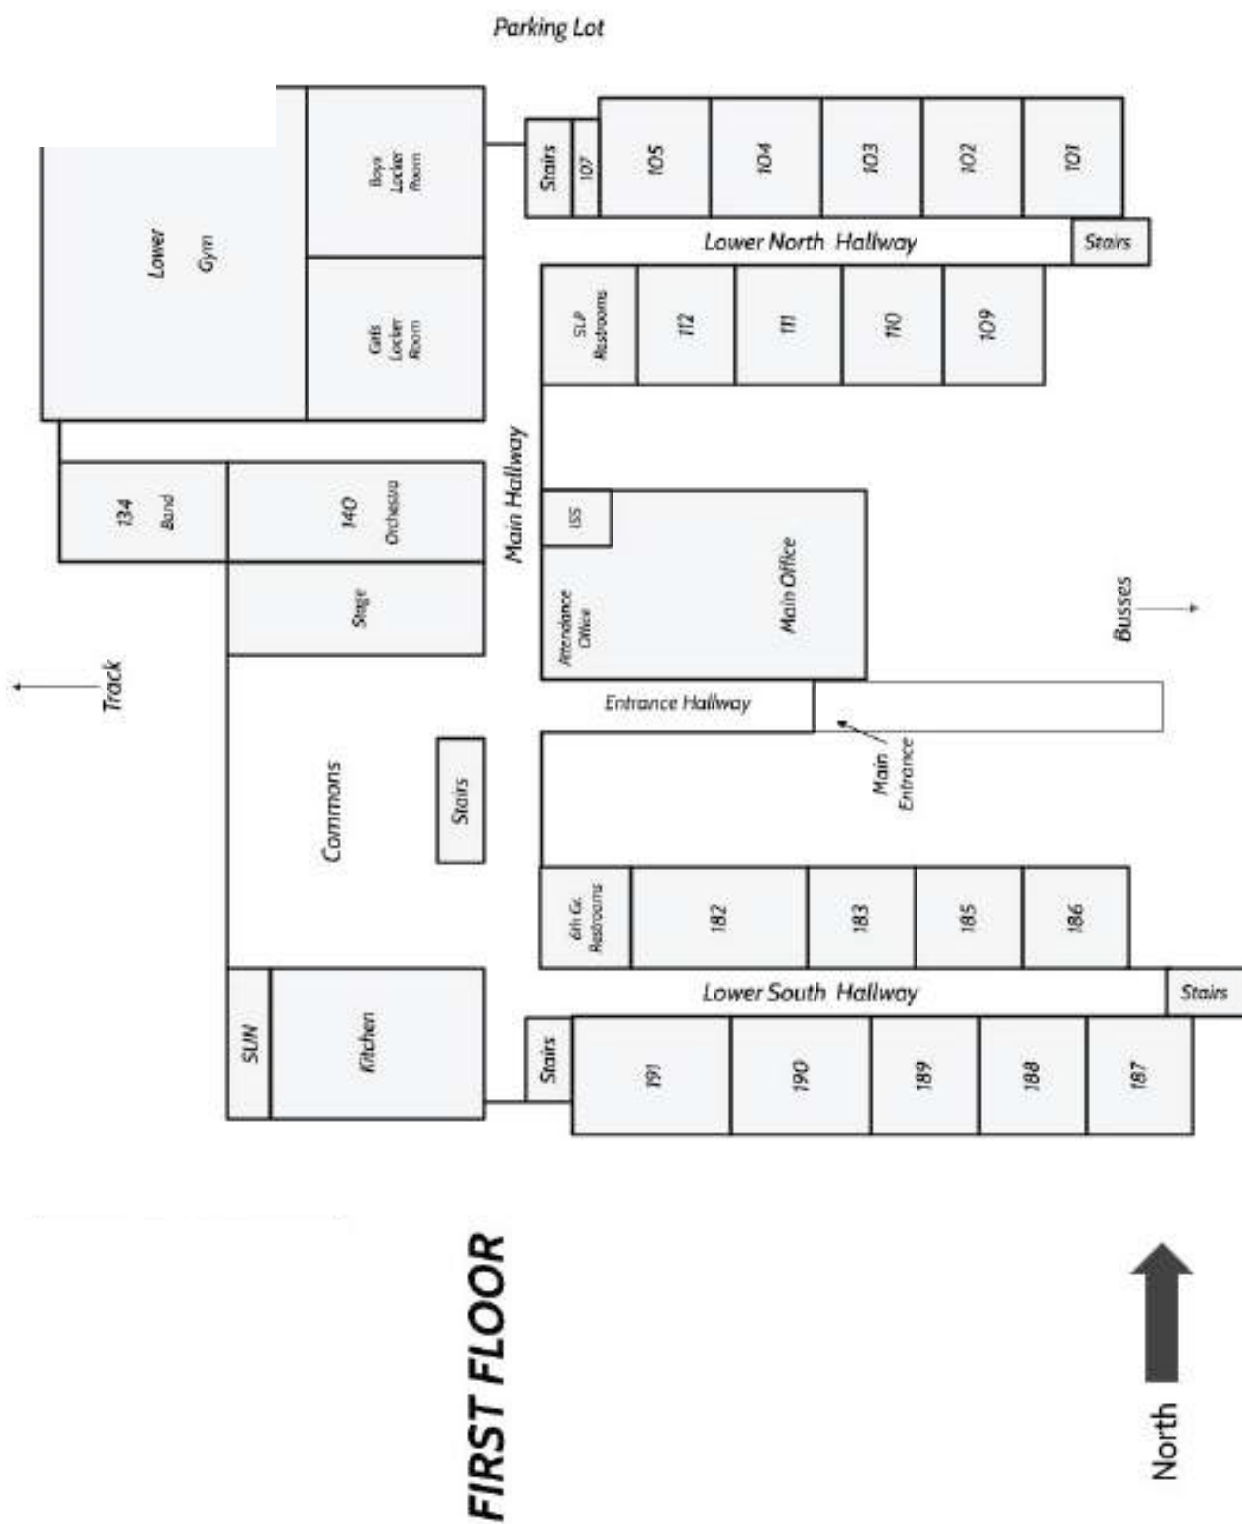 Parking Lot
Lower
Gym
Boys
Locker
Room
Girls
Locker
Room
Stairs
107
105
104
103
102
101
Lower North Hallway
Stairs
SLP
Restrooms
112
111
110
109
134
Band
140
Orchestra
Stage
Main Hallway
ISS
Attendance
Office
Main Office
Busses
Track
Entrance Hallway
Main
Entrance
Commons
Stairs
6th Gr.
Restrooms
182
183
185
186
Lower South Hallway
Stairs
SUN
Kitchen
Stairs
191
190
189
188
187
FIRST FLOOR
North